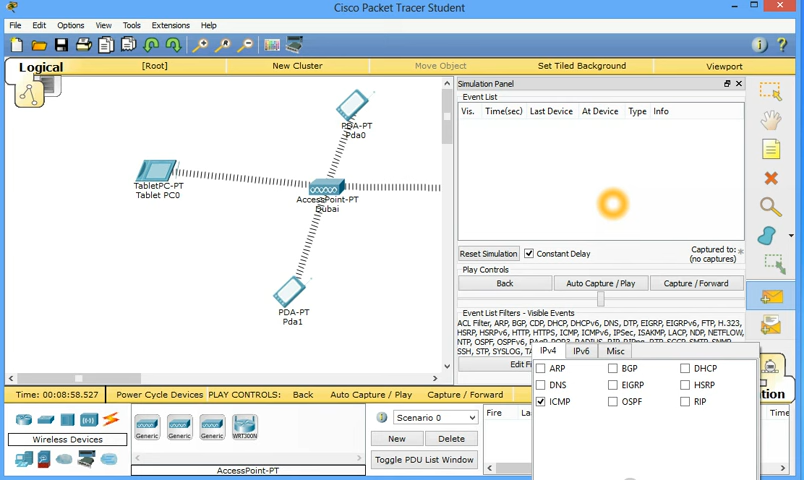 Cisco Packet Tracer Student
File Edit Options View Tools Extensions Help
Logical [Root] New Cluster Move Object Set Tiled Background Viewport
PDA-PT
Pda0
TabletPC-PT
Tablet PC0
AccessPoint-PT
Dubai
PDA-PT
Pda1
Simulation Panel
Event List
Vis. Time(sec) Last Device At Device Type Info
Reset Simulation Constant Delay Captured to:
(no captures)
Play Controls
Back Auto Capture / Play Capture / Forward
Event List Filters - Visible Events
ACL Filter, ARP, BGP, CDP, DHCP, DHCPv6, DNS, DTP, EIGRP, EIGRPv6, FTP, H.323,
HSRP, HSRPv6, HTTP, HTTPS, ICMP, ICMPv6, IPSec, ISAKMP, LACP, NDP, NETFLOW,
NTP, OSPF, OSPFv6,
SSH, STP, SYSLOG,
IPv4 IPv6 Misc
ARP BGP DHCP
DNS EIGRP HSRP
ICMP OSPF RIP
Time: 00:08:58.527 Power Cycle Devices PLAY CONTROLS: Back Auto Capture / Play Capture / Forward
Scenario 0
Fire
Generic Generic Generic WRT300N
Wireless Devices
New Delete
Toggle PDU List Window
AccessPoint-PT